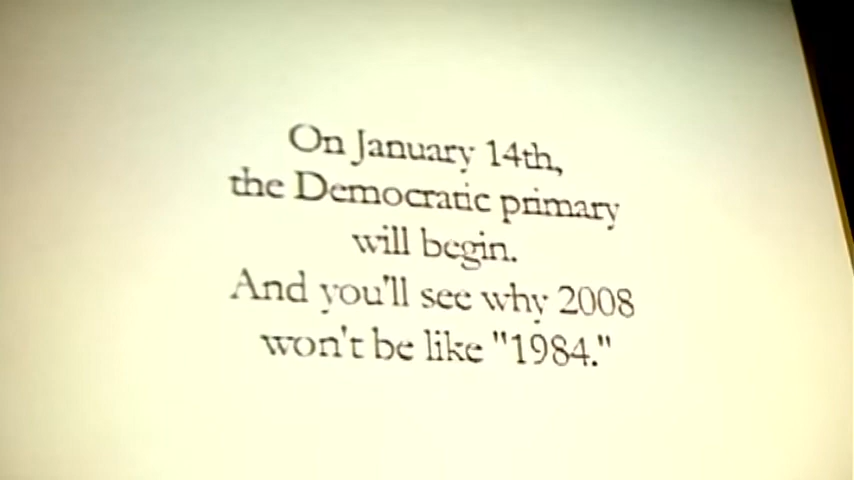 On January 14th,
the Democratic primary
will begin.
And you'll see why 2008
won't be like "1984."